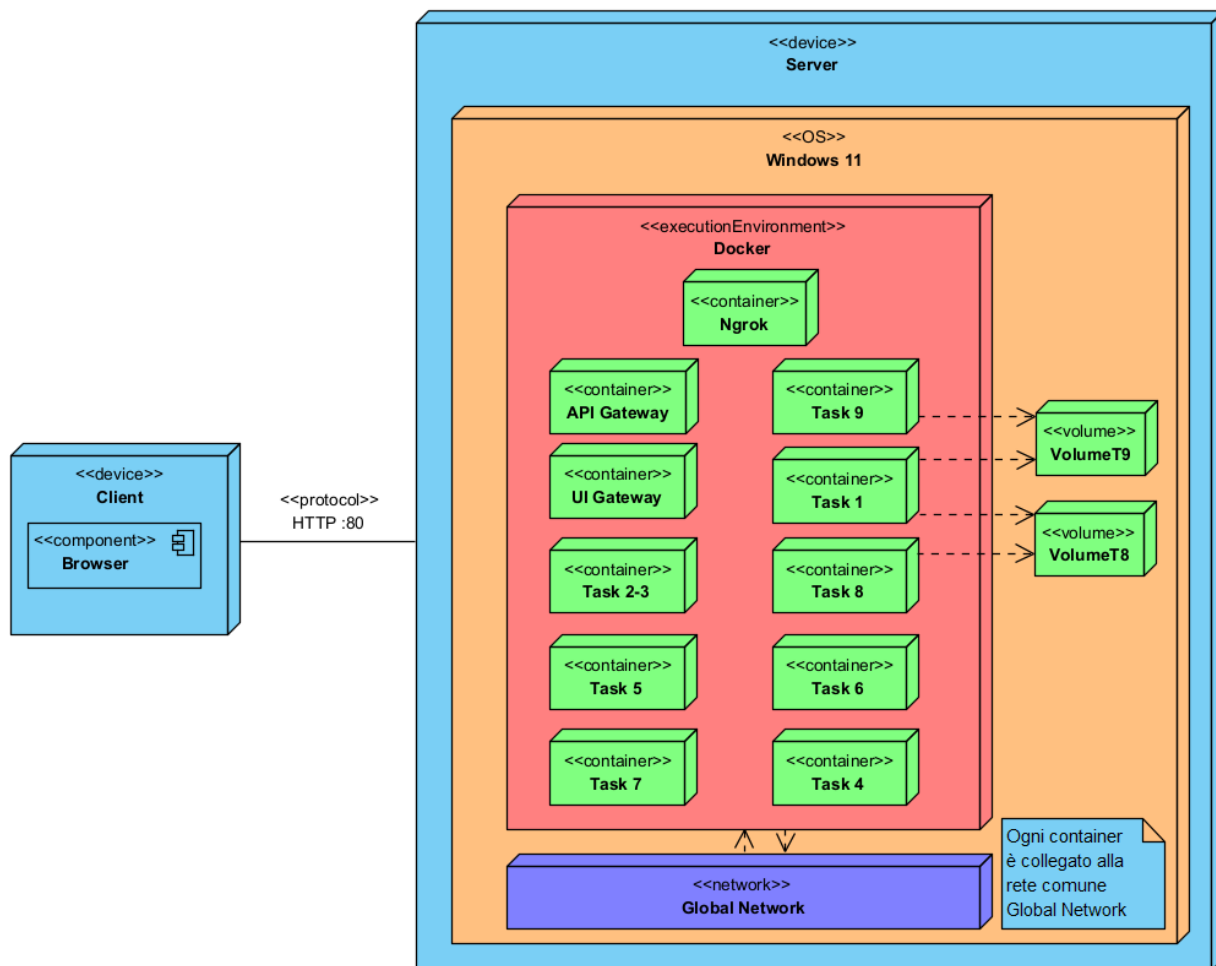 <<device>>
Server
<<OS>>
Windows 11
<<executionEnvironment>>
Docker
<<container>>
Ngrok
<<container>>
API Gateway
<<container>>
Task 9
<<container>>
UI Gateway
<<container>>
Task 1
<<container>>
Task 2-3
<<container>>
Task 8
<<container>>
Task 5
<<container>>
Task 6
<<container>>
Task 7
<<container>>
Task 4
<<volume>>
VolumeT9
<<volume>>
VolumeT8
<<device>>
Client
<<component>>
Browser
<<protocol>>
HTTP :80
<<network>>
Global Network
Ogni container
è collegato alla
rete comune
Global Network